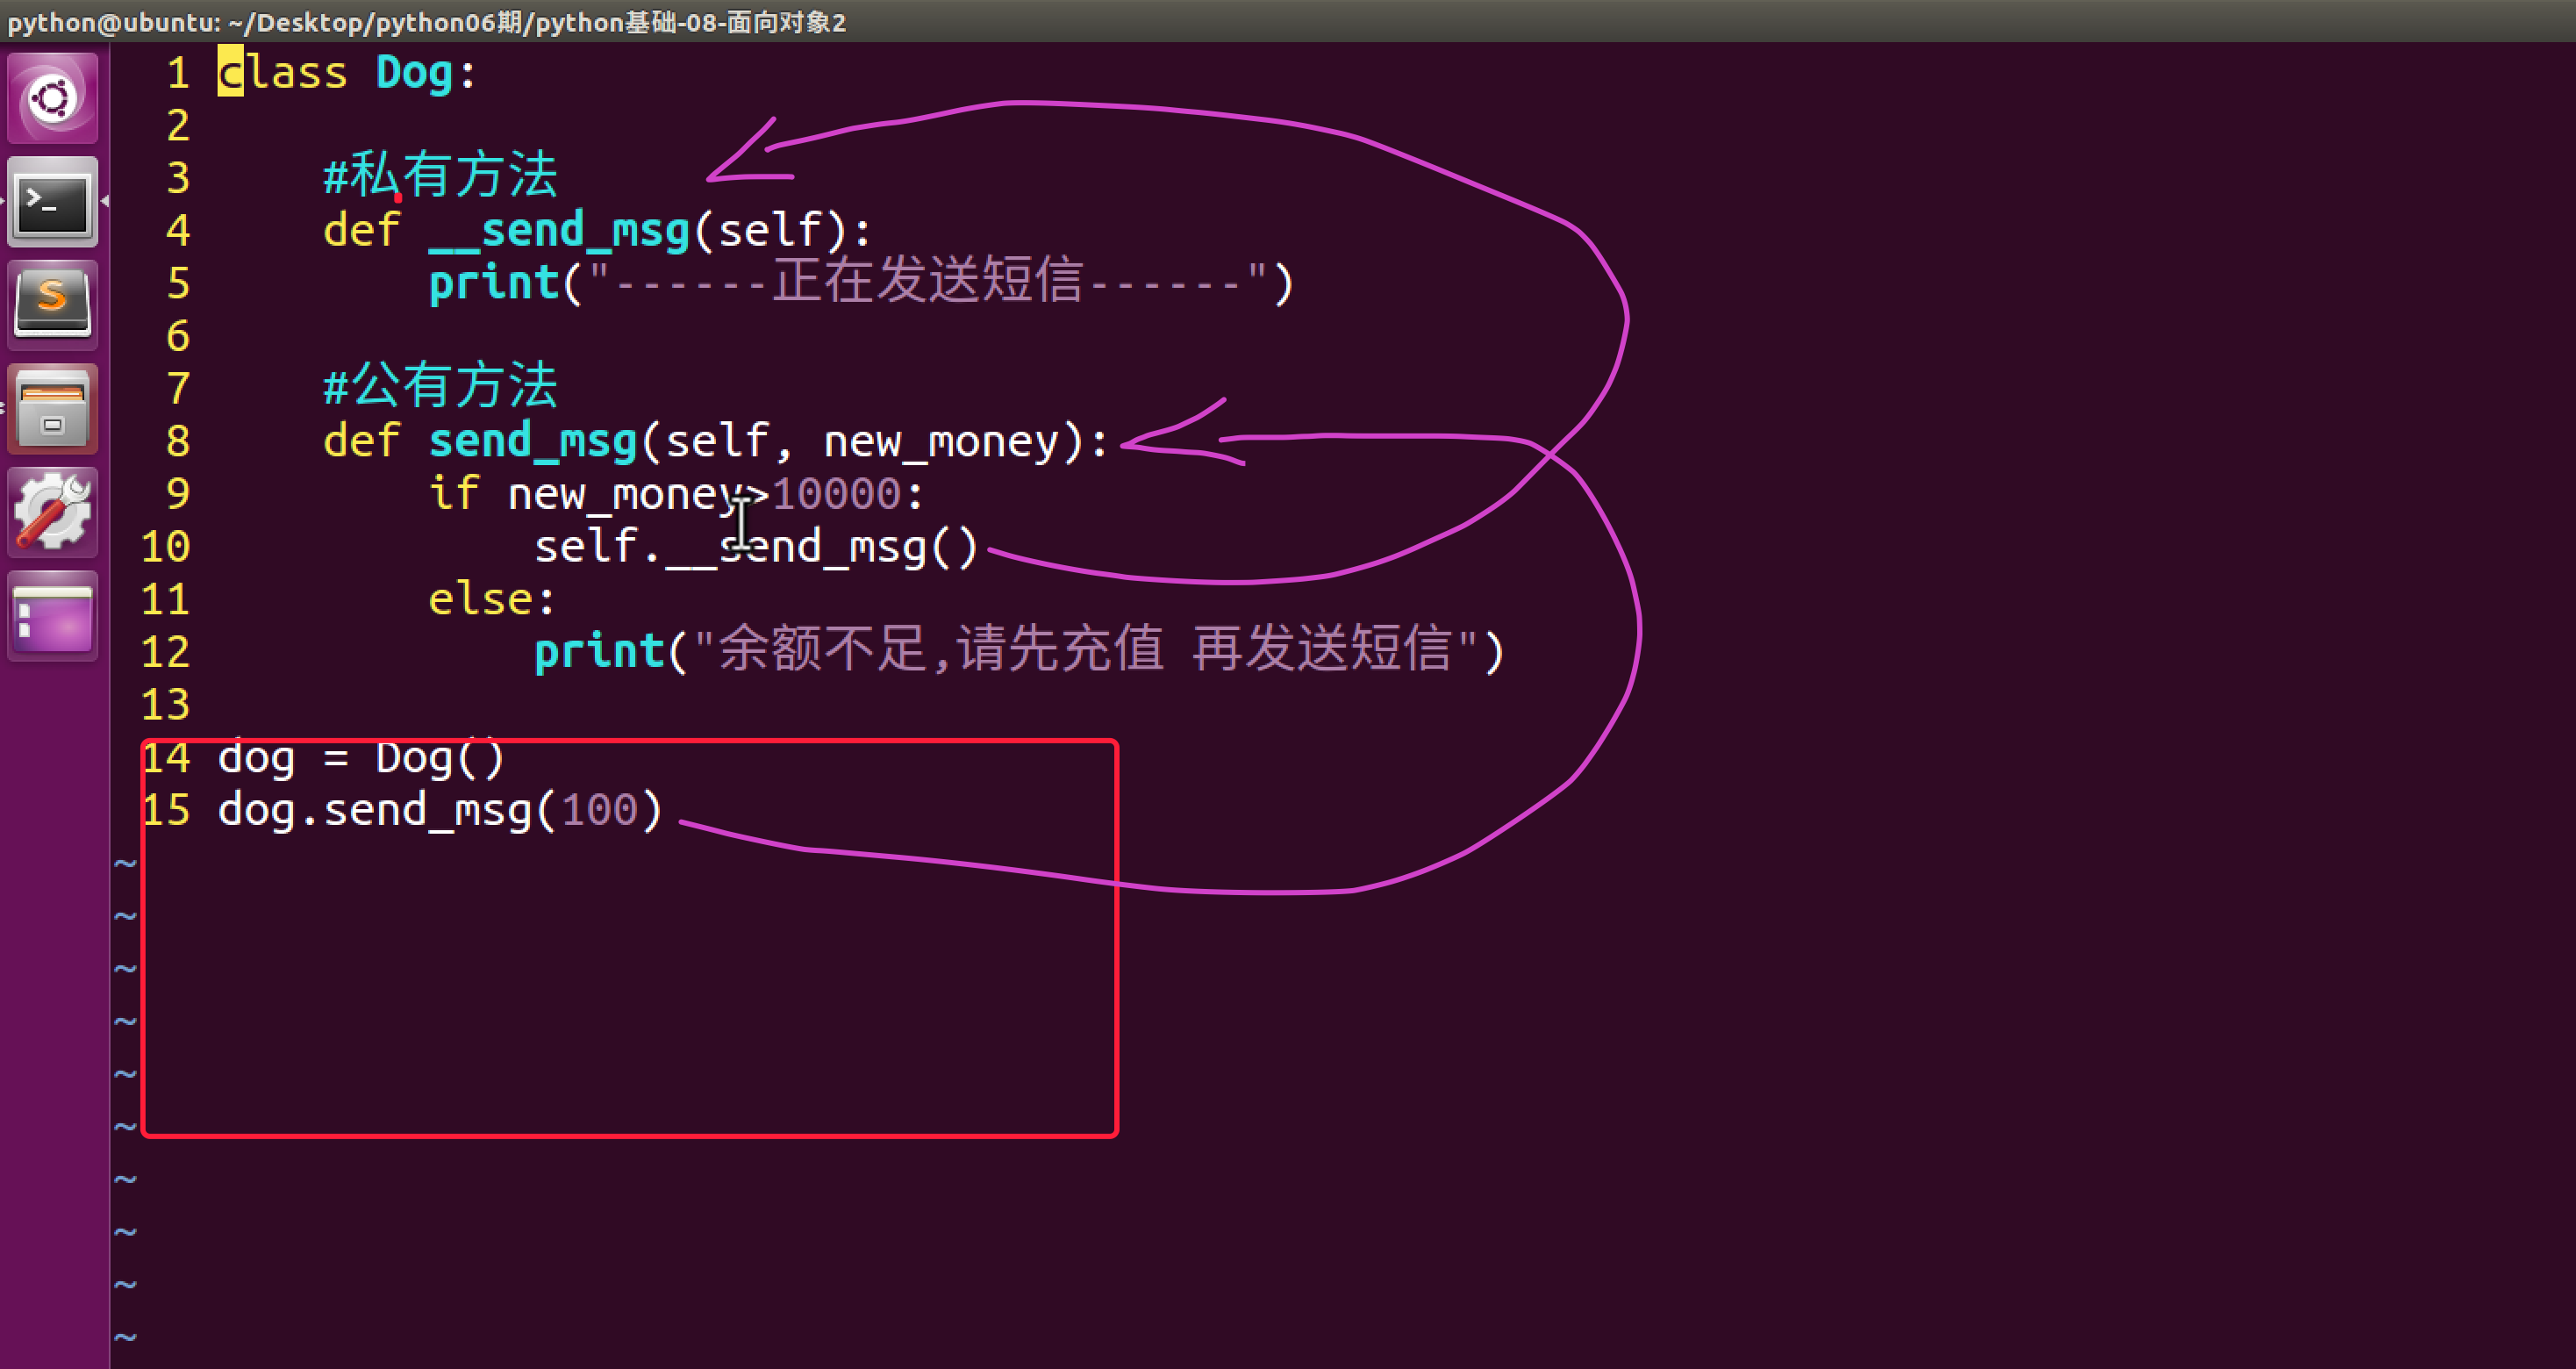 python@ubuntu: ~/Desktop/python06期/python基础-08-面向对象2
1 class Dog:
2
3     #私有方法
4     def __send_msg(self):
5         print("------正在发送短信------")
6
7     #公有方法
8     def send_msg(self, new_money):
9         if new_money>10000:
10             self.__send_msg()
11         else:
12             print("余额不足,请先充值 再发送短信")
13
14 dog = Dog()
15 dog.send_msg(100)
~
~
~
~
~
~
~
~
~
~